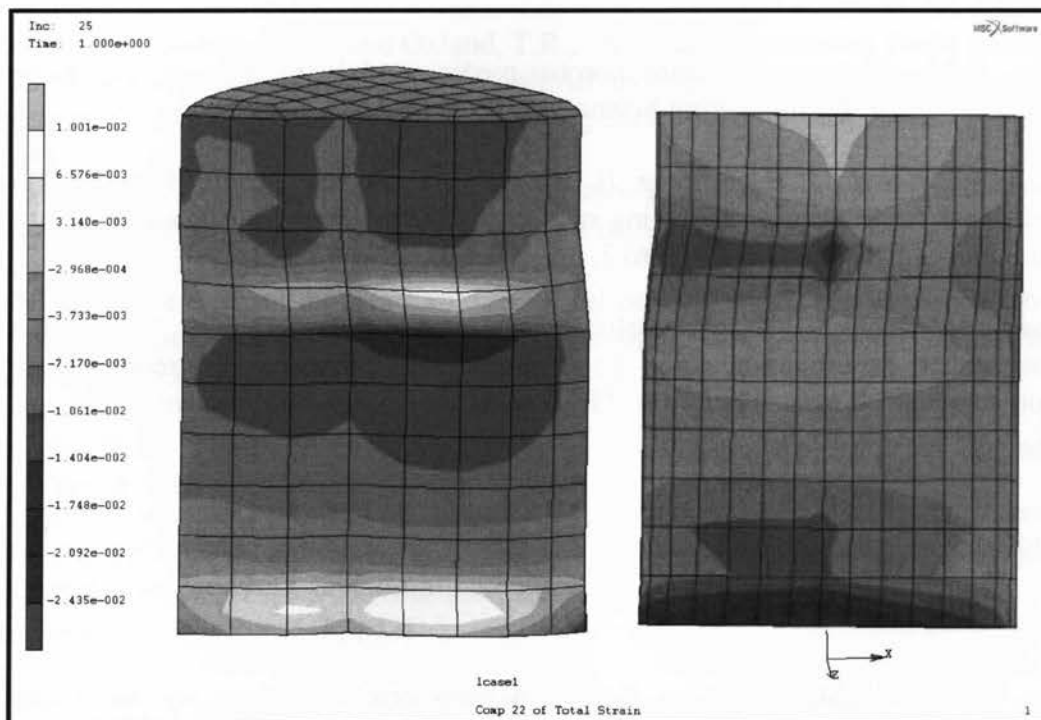 Inc: 25
Time: 1.000e+000
MSC Software
1.001e-002
6.576e-003
3.140e-003
-2.968e-004
-3.733e-003
-7.170e-003
-1.061e-002
-1.404e-002
-1.748e-002
-2.092e-002
-2.435e-002
X
Z
lcase1
Comp 22 of Total Strain
1